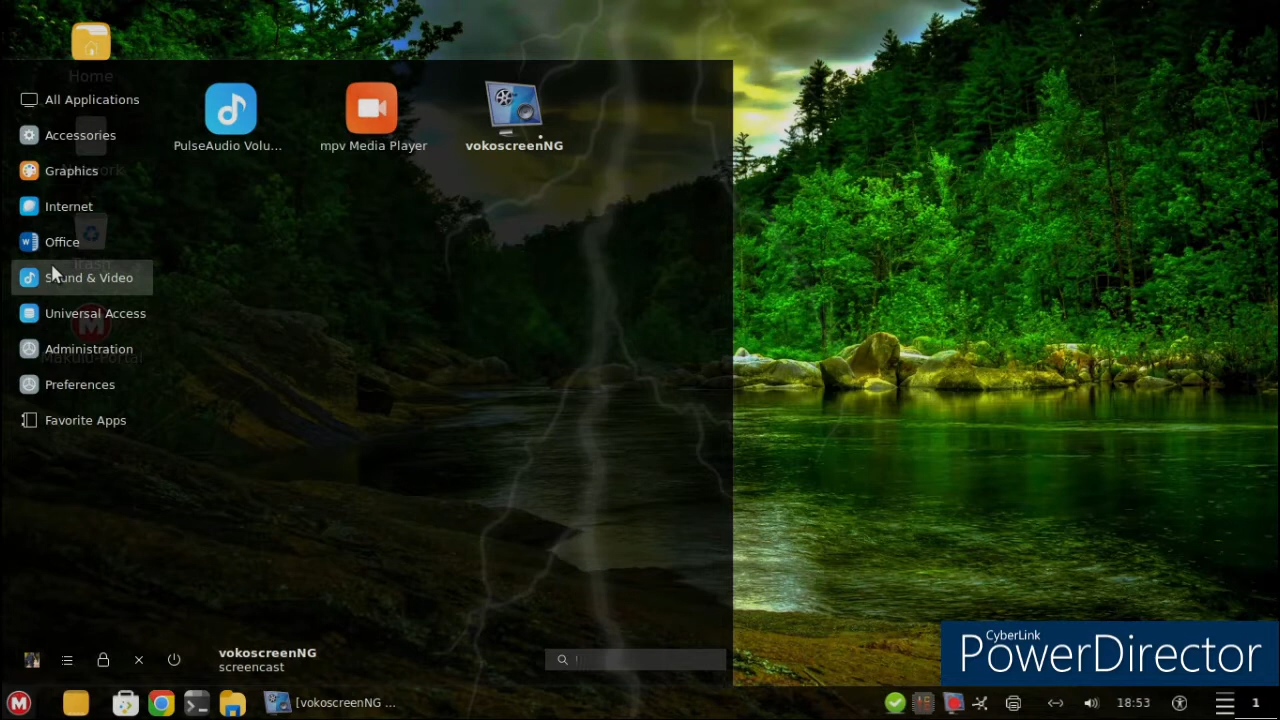 Home
All Applications
PulseAudio Volu...
mpv Media Player
vokoscreenNG
Accessories
Graphics
Internet
Office
Trash
Sound & Video
Universal Access
Administration
Preferences
Favorite Apps
vokoscreenNG
screencast
CyberLink
PowerDirector
[vokoscreenNG ...
18:53
1